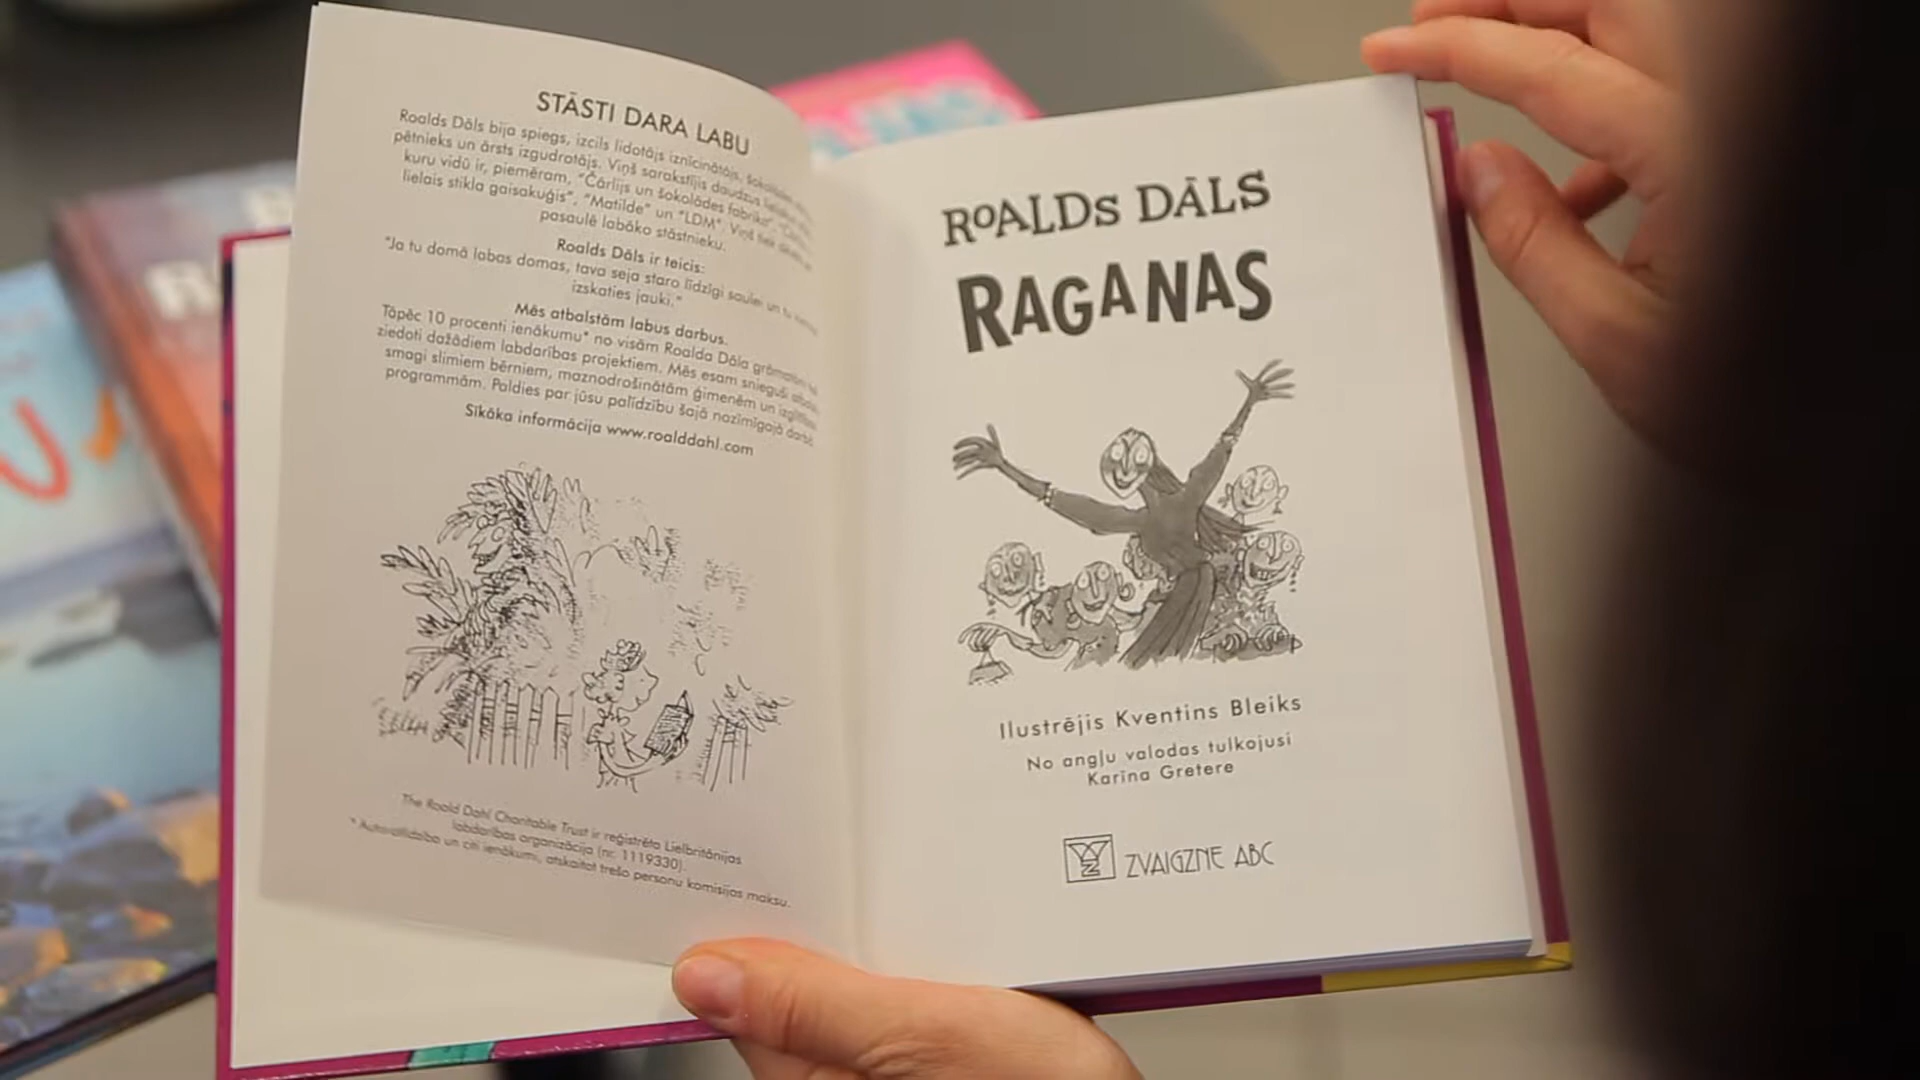 STĀSTI DARA LABU
Roalds Dāls bija spiegs, izcils lidotājs iznīcinātājs, šokolādes
pētnieks un ārsts izgudrotājs. Viņš sarakstījis daudzus
kuru vidū ir, piemēram, "Čārlijs un šokolādes fabrika",
lielais stikla gaisakuģis", "Matilde" un "LDM". Viņš tiek
pasaulē labāko stāstnieku.
Roalds Dāls ir teicis:
"Ja tu domā labas domas, tava seja staro līdzīgi saulei un tu
izskaties jauki."
Mēs atbalstām labus darbus.
Tāpēc 10 procenti ienākumu* no visām Roalda Dāla grāmatām
ziedoti dažādiem labdarības projektiem. Mēs esam snieguši
smagi slimiem bērniem, maznodrošinātām ģimenēm un
programmām. Paldies par jūsu palīdzību šajā nozīmīgajā darbā.
Sīkāka informācija www.roalddahl.com
The Roald Dahl Charitable Trust ir reģistrēta Lielbritānijas
labdarības organizācija (nr. 1119330).
* Autoratlīdzība un citi ienākumi, atskaitot trešo personu komisijas maksu.
ROALDS DĀLS
RAGANAS
Ilustrējis Kventins Bleiks
No angļu valodas tulkojusi
Karīna Gretere
ZVAIGZNE ABC